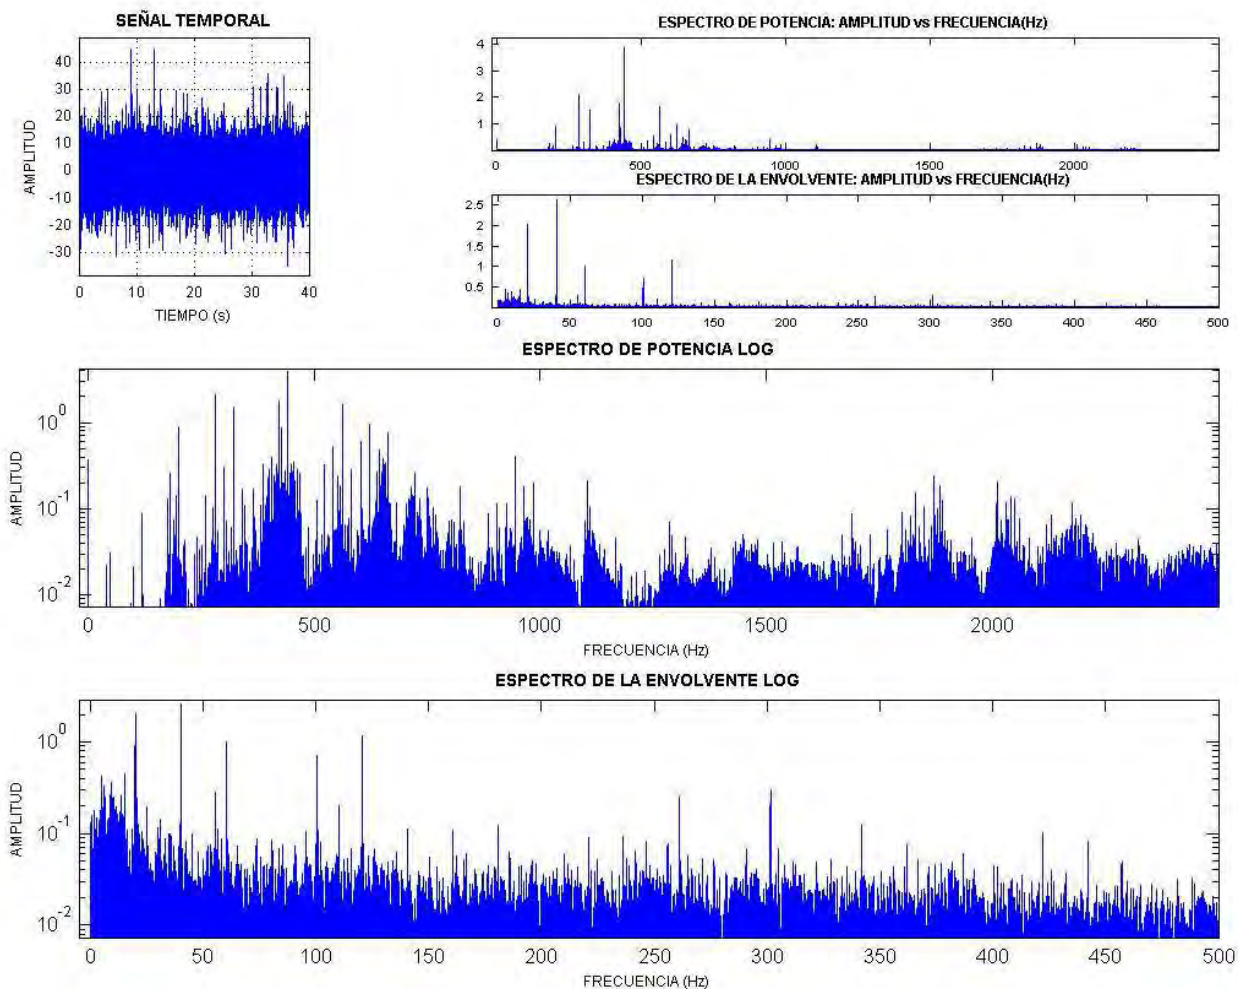 SEÑAL TEMPORAL
AMPLITUD
40
30
20
10
0
-10
-20
-30
0 10 20 30 40
TIEMPO (s)
ESPECTRO DE POTENCIA: AMPLITUD vs FRECUENCIA(Hz)
4
3
2
1
0 500 1000 1500 2000
ESPECTRO DE LA ENVOLVENTE: AMPLITUD vs FRECUENCIA(Hz)
2.5
2
1.5
1
0.5
0 50 100 150 200 250 300 350 400 450 500
ESPECTRO DE POTENCIA LOG
AMPLITUD
10^0
10^-1
10^-2
0 500 1000 1500 2000
FRECUENCIA (Hz)
ESPECTRO DE LA ENVOLVENTE LOG
AMPLITUD
10^0
10^-1
10^-2
0 50 100 150 200 250 300 350 400 450 500
FRECUENCIA (Hz)